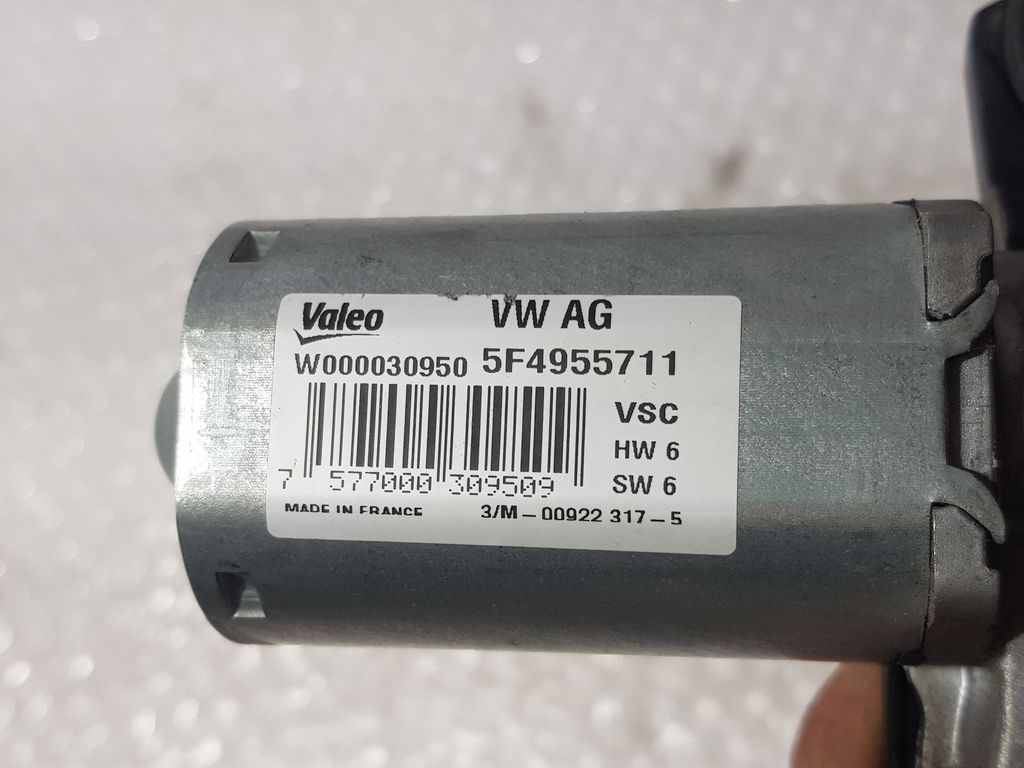 Valeo VW AG
W000030950 5F4955711
VSC
HW 6
SW 6
7 577000 309509
MADE IN FRANCE 3/M-00922 317-5